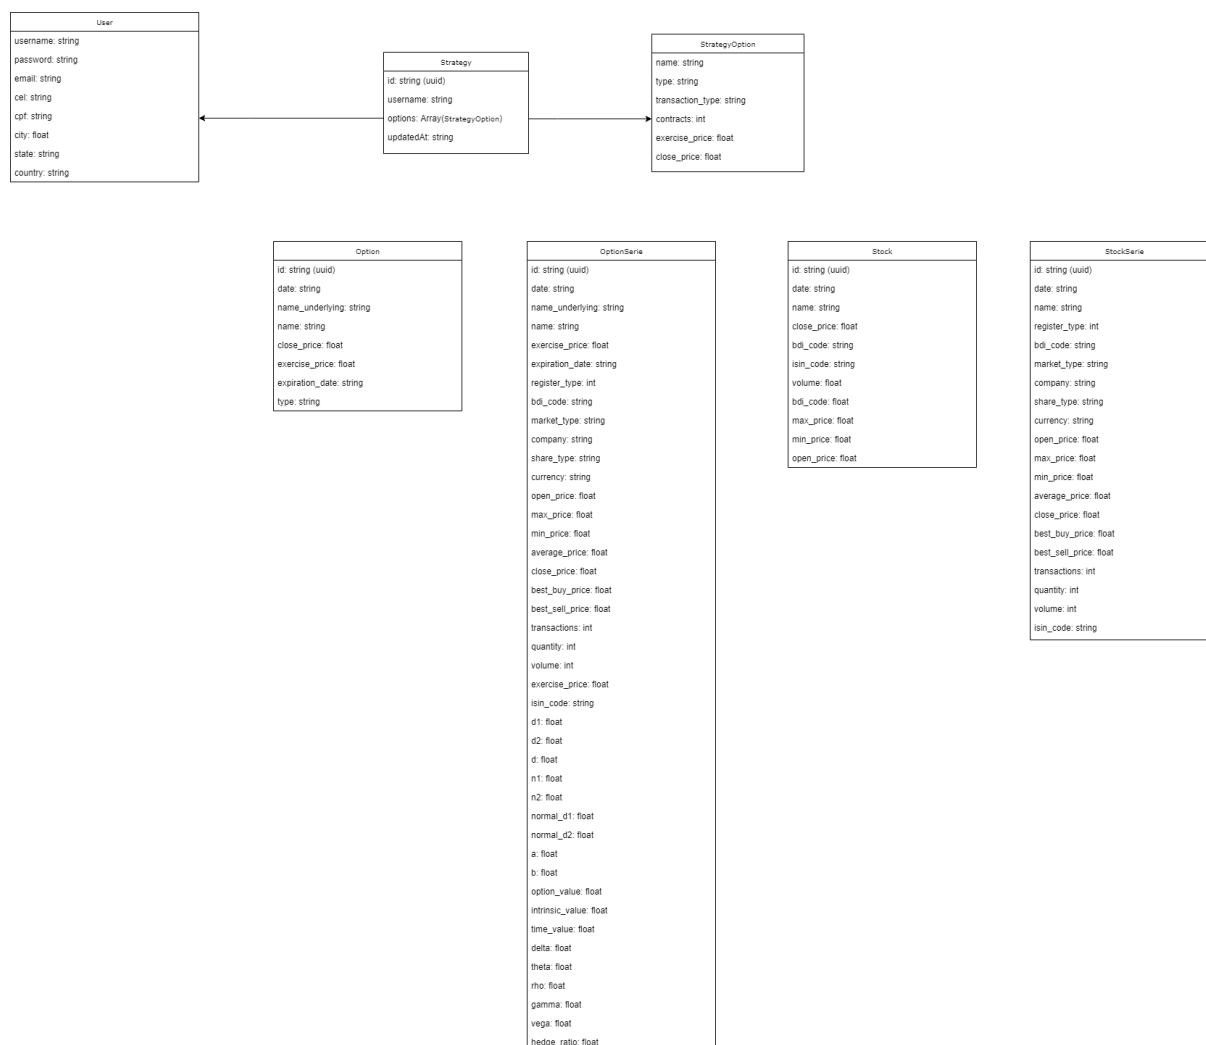 User
username: string
password: string
email: string
cel: string
cpf: string
city: float
state: string
country: string
Strategy
id: string (uuid)
username: string
options: Array(StrategyOption)
updatedAt: string
StrategyOption
name: string
type: string
transaction_type: string
contracts: int
exercise_price: float
close_price: float
Option
id: string (uuid)
date: string
name_underlying: string
name: string
close_price: float
exercise_price: float
expiration_date: string
type: string
OptionSerie
id: string (uuid)
date: string
name_underlying: string
name: string
exercise_price: float
expiration_date: string
register_type: int
bdi_code: string
market_type: string
company: string
share_type: string
currency: string
open_price: float
max_price: float
min_price: float
average_price: float
close_price: float
best_buy_price: float
best_sell_price: float
transactions: int
quantity: int
volume: int
exercise_price: float
isin_code: string
d1: float
d2: float
d: float
n1: float
n2: float
normal_d1: float
normal_d2: float
a: float
b: float
option_value: float
intrinsic_value: float
time_value: float
delta: float
theta: float
rho: float
gamma: float
vega: float
hedge_ratio: float
Stock
id: string (uuid)
date: string
name: string
close_price: float
bdi_code: string
isin_code: string
volume: float
bdi_code: float
max_price: float
min_price: float
open_price: float
StockSerie
id: string (uuid)
date: string
name: string
register_type: int
bdi_code: string
market_type: string
company: string
share_type: string
currency: string
open_price: float
max_price: float
min_price: float
average_price: float
close_price: float
best_buy_price: float
best_sell_price: float
transactions: int
quantity: int
volume: int
isin_code: string